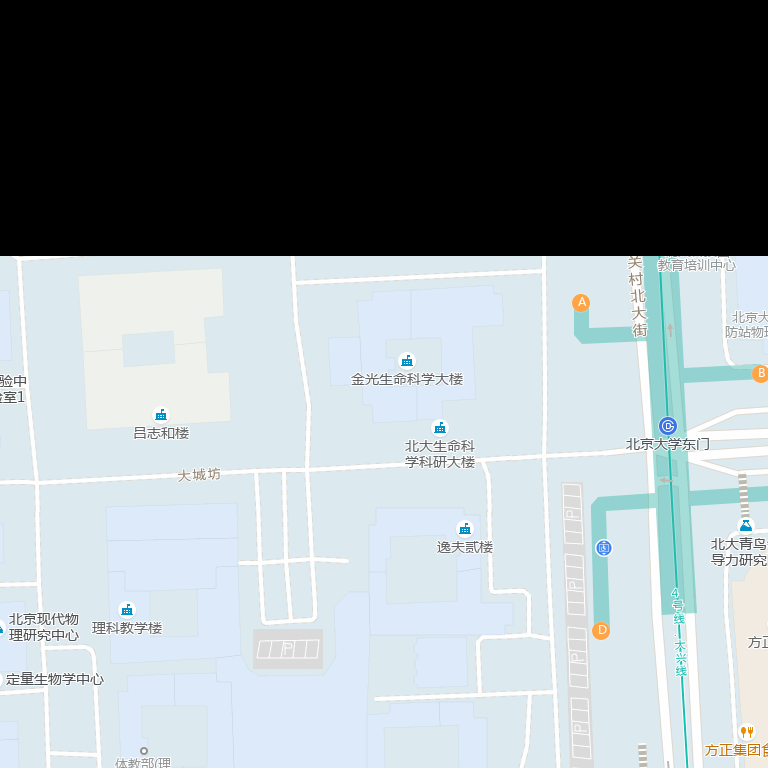 教育培训中心
关村北大街
A
北京大
防站物
B
金光生命科学大楼
验中
室1
吕志和楼
北大生命科
学科研大楼
北京大学东门
大城坊
P
逸夫贰楼
北大青鸟
导力研究
P
4号线·大兴线
北京现代物
理研究中心
理科教学楼
D
P
P
方正
定量生物学中心
P
方正集团食
体教部(理